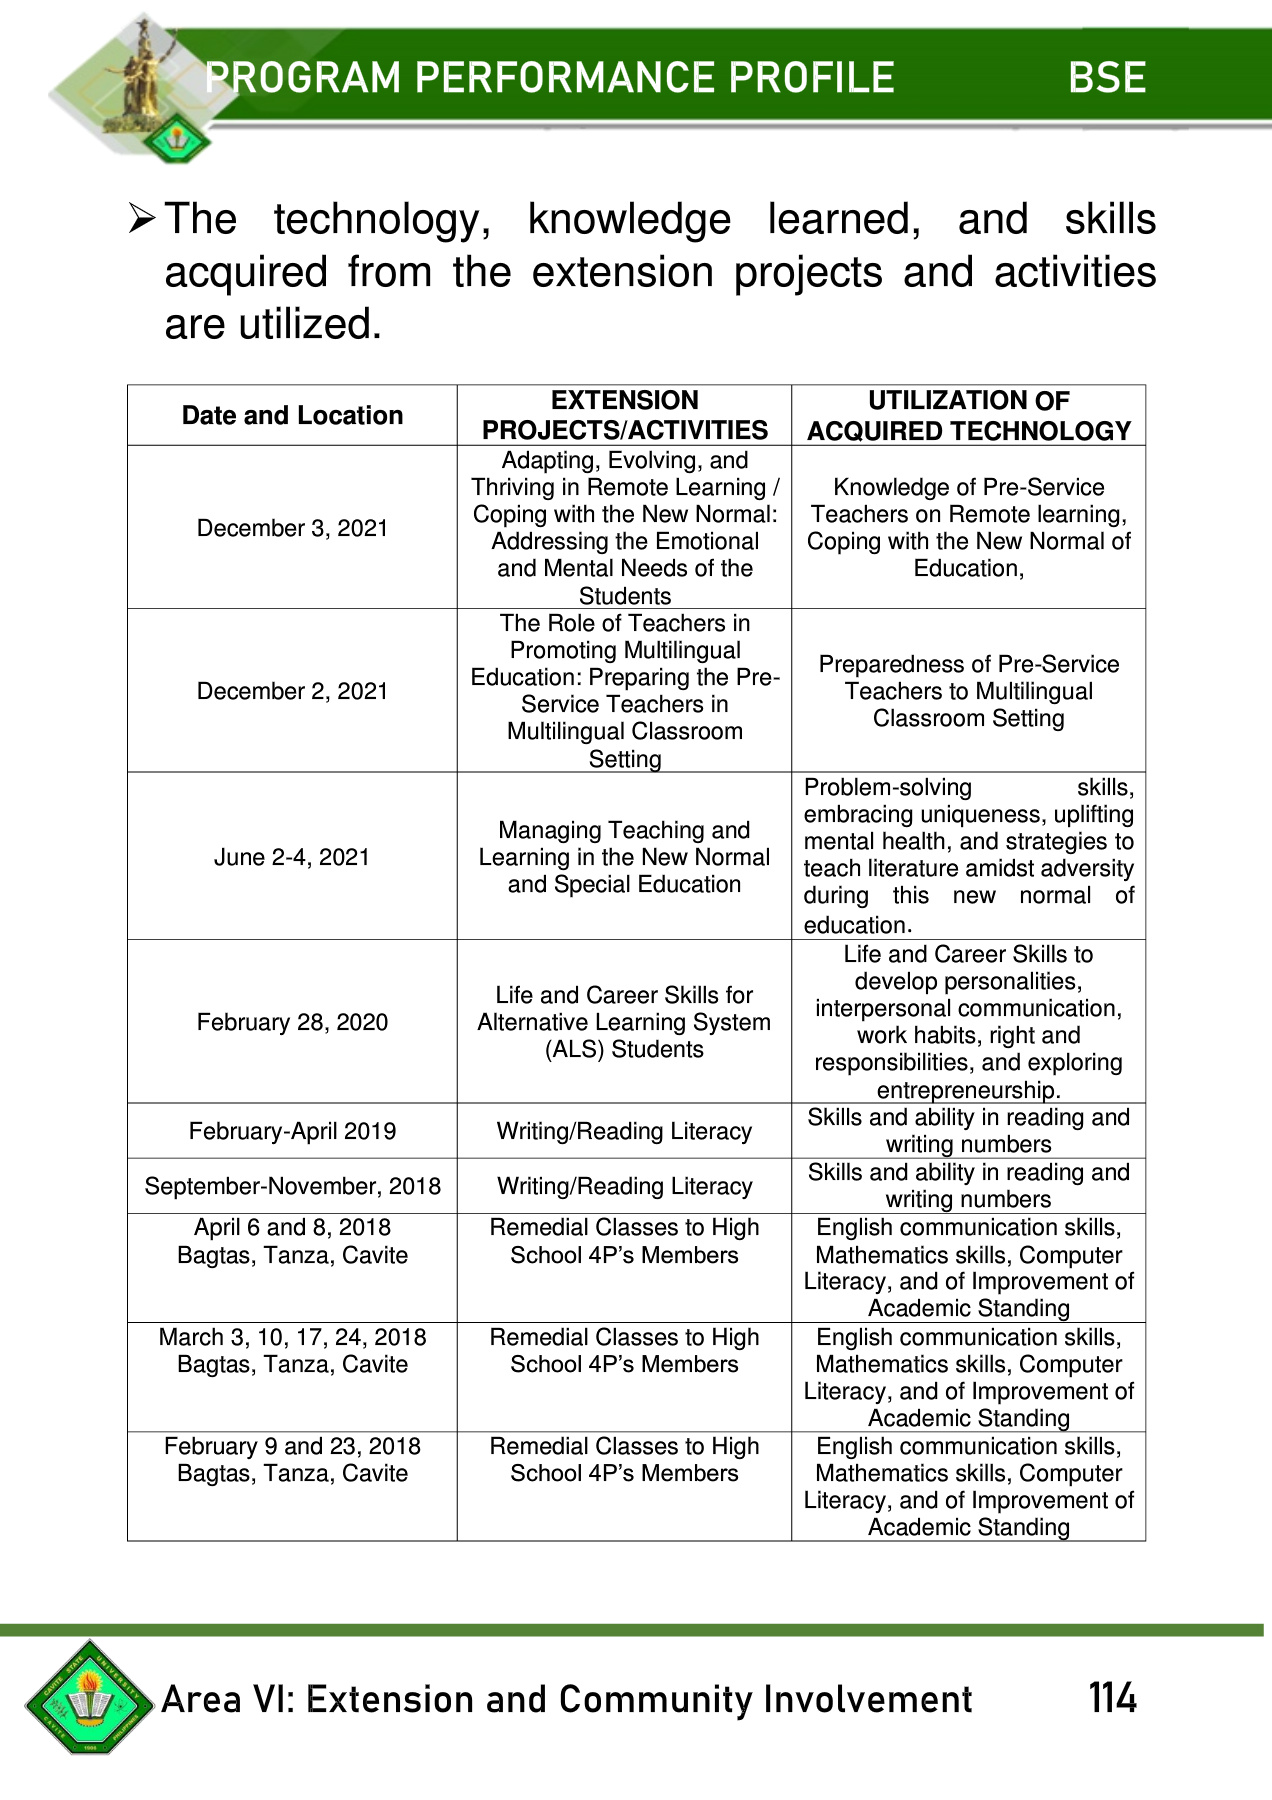 PROGRAM PERFORMANCE PROFILE BSE
➢ The technology, knowledge learned, and skills
acquired from the extension projects and activities
are utilized.
Date and Location
EXTENSION
PROJECTS/ACTIVITIES
UTILIZATION OF
ACQUIRED TECHNOLOGY
December 3, 2021
Adapting, Evolving, and
Thriving in Remote Learning /
Coping with the New Normal:
Addressing the Emotional
and Mental Needs of the
Students
Knowledge of Pre-Service
Teachers on Remote learning,
Coping with the New Normal of
Education,
December 2, 2021
The Role of Teachers in
Promoting Multilingual
Education: Preparing the Pre-
Service Teachers in
Multilingual Classroom
Setting
Preparedness of Pre-Service
Teachers to Multilingual
Classroom Setting
June 2-4, 2021
Managing Teaching and
Learning in the New Normal
and Special Education
Problem-solving skills,
embracing uniqueness, uplifting
mental health, and strategies to
teach literature amidst adversity
during this new normal of
education.
February 28, 2020
Life and Career Skills for
Alternative Learning System
(ALS) Students
Life and Career Skills to
develop personalities,
interpersonal communication,
work habits, right and
responsibilities, and exploring
entrepreneurship.
February-April 2019
Writing/Reading Literacy
Skills and ability in reading and
writing numbers
September-November, 2018
Writing/Reading Literacy
Skills and ability in reading and
writing numbers
April 6 and 8, 2018
Bagtas, Tanza, Cavite
Remedial Classes to High
School 4P's Members
English communication skills,
Mathematics skills, Computer
Literacy, and of Improvement of
Academic Standing
March 3, 10, 17, 24, 2018
Bagtas, Tanza, Cavite
Remedial Classes to High
School 4P's Members
English communication skills,
Mathematics skills, Computer
Literacy, and of Improvement of
Academic Standing
February 9 and 23, 2018
Bagtas, Tanza, Cavite
Remedial Classes to High
School 4P's Members
English communication skills,
Mathematics skills, Computer
Literacy, and of Improvement of
Academic Standing
CAVITE STATE UNIVERSITY
CAVITE PHILIPPINES
1906
Area VI: Extension and Community Involvement 114